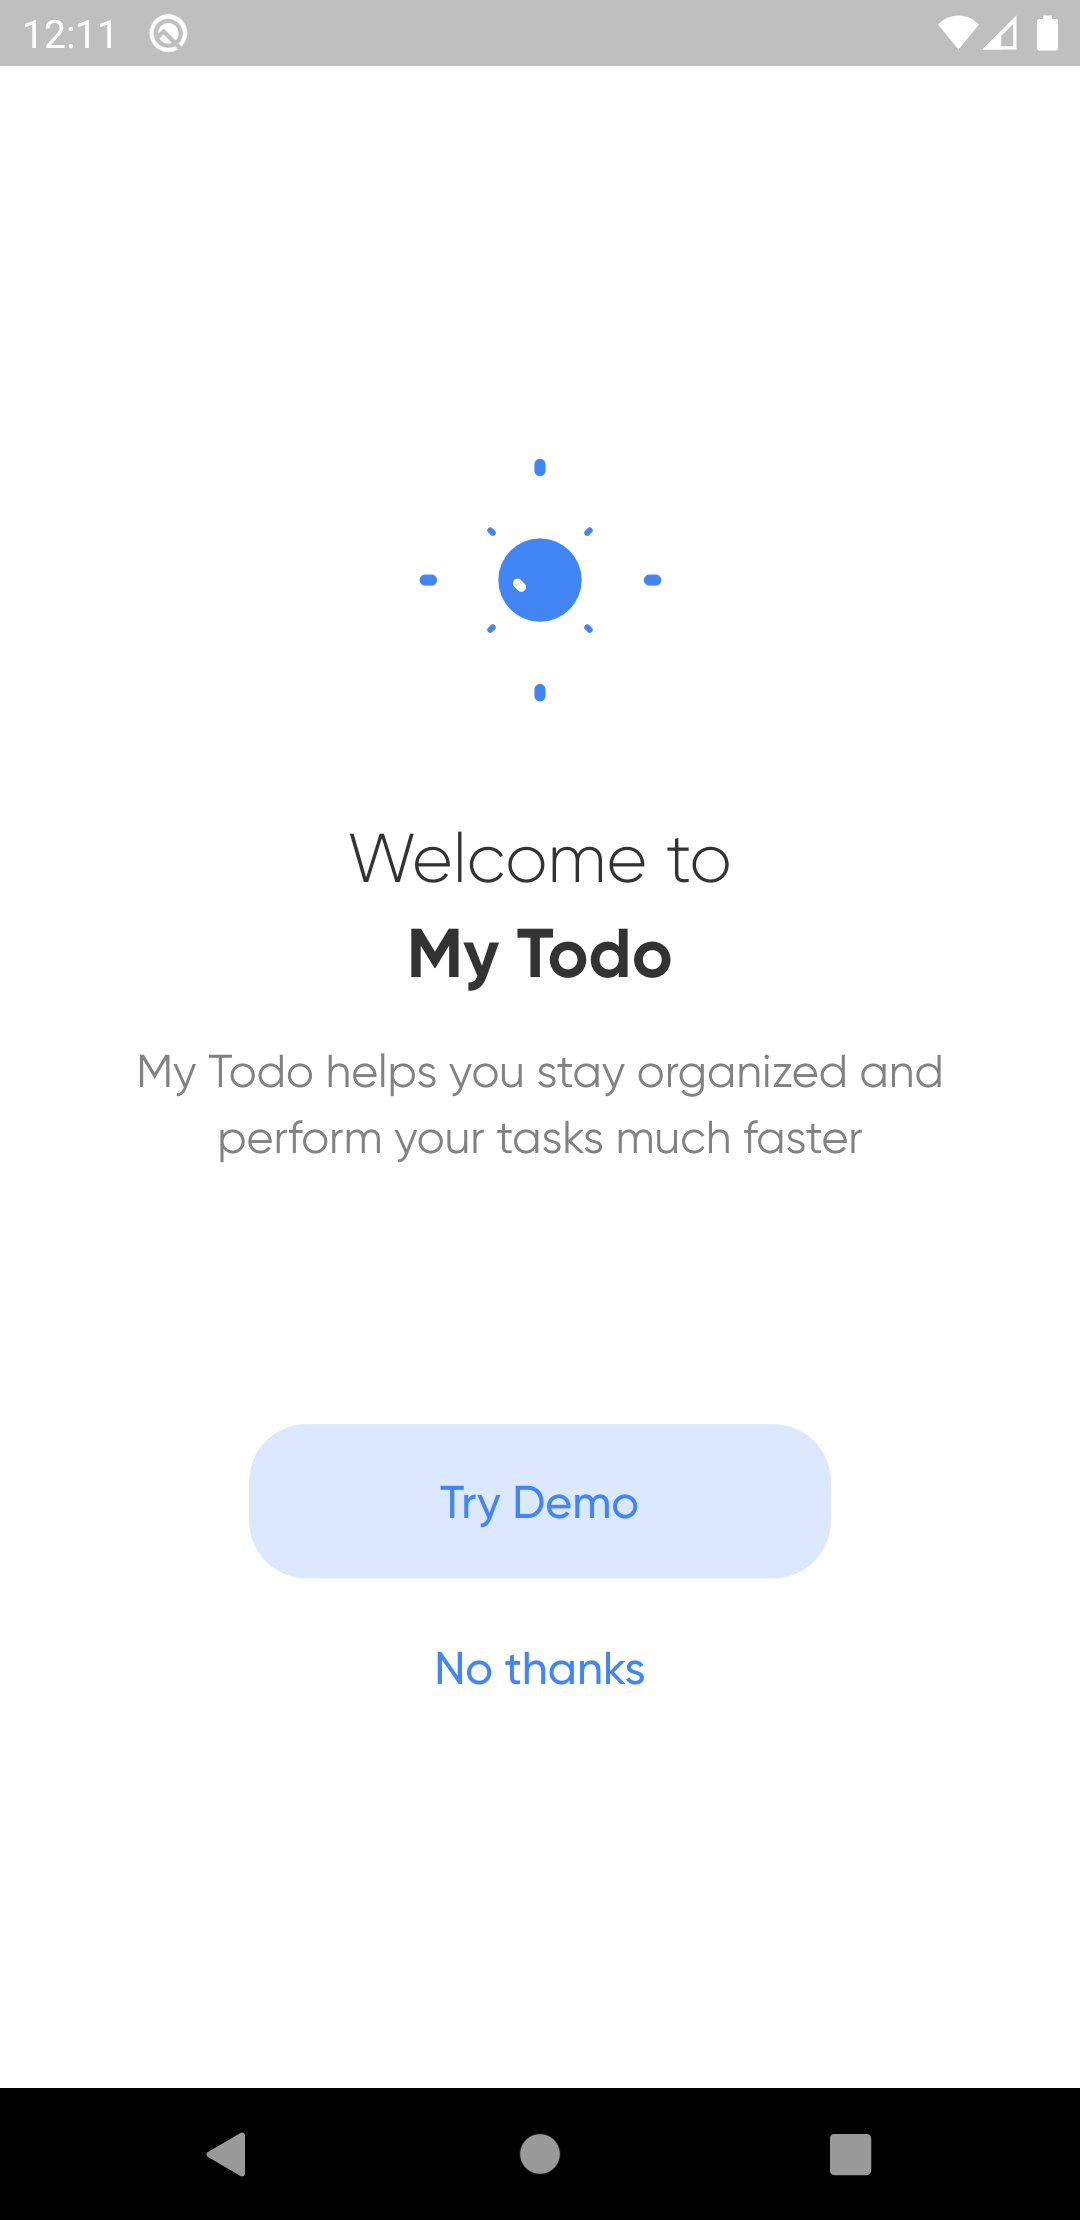 12:11
Welcome to
My Todo
My Todo helps you stay organized and
perform your tasks much faster
Try Demo
No thanks